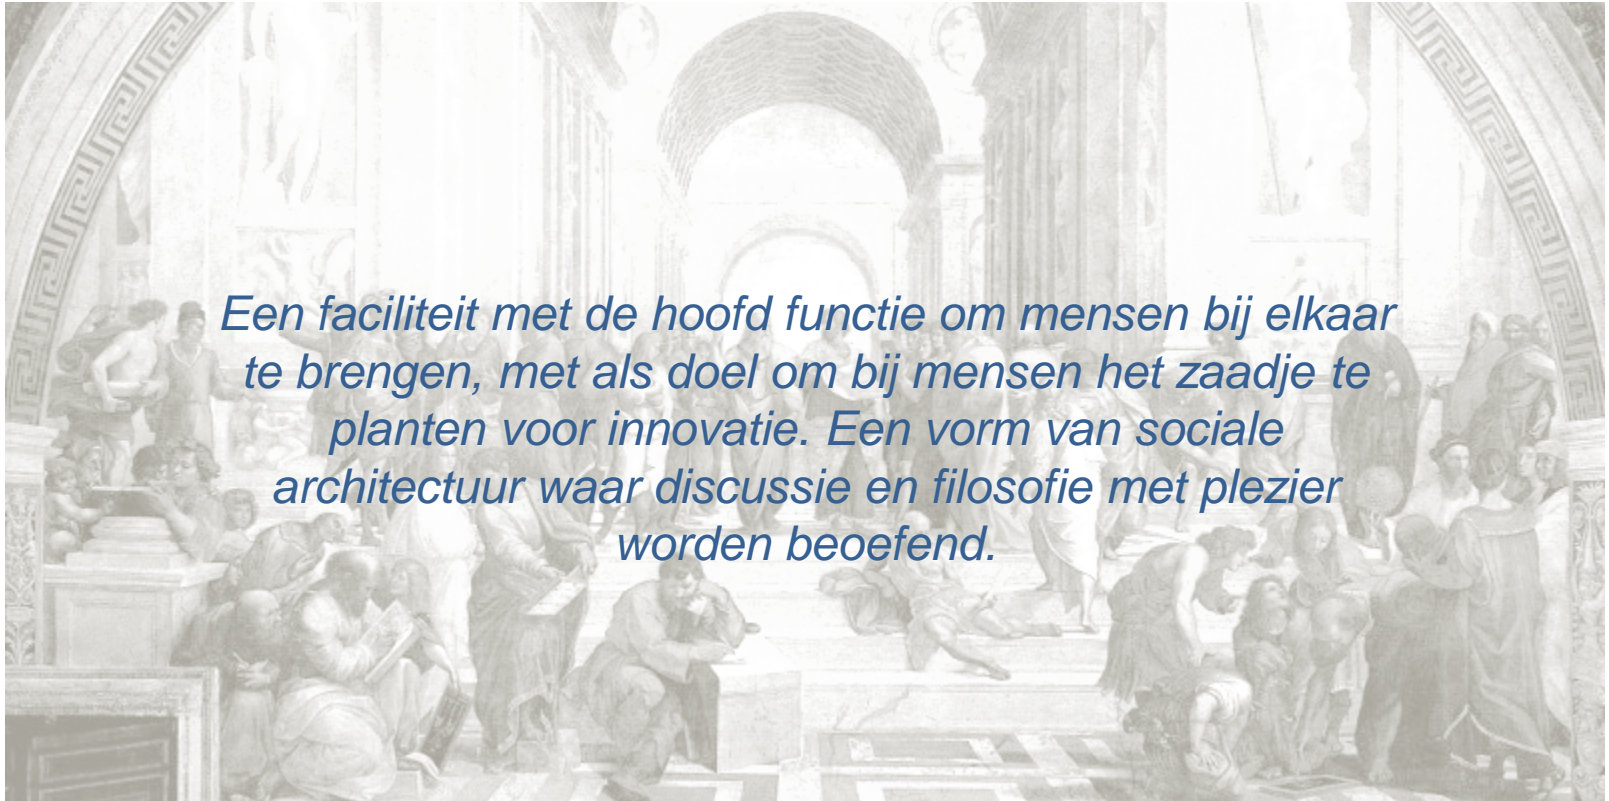 Een faciliteit met de hoofd functie om mensen bij elkaar
te brengen, met als doel om bij mensen het zaadje te
planten voor innovatie. Een vorm van sociale
architectuur waar discussie en filosofie met plezier
worden beoefend.